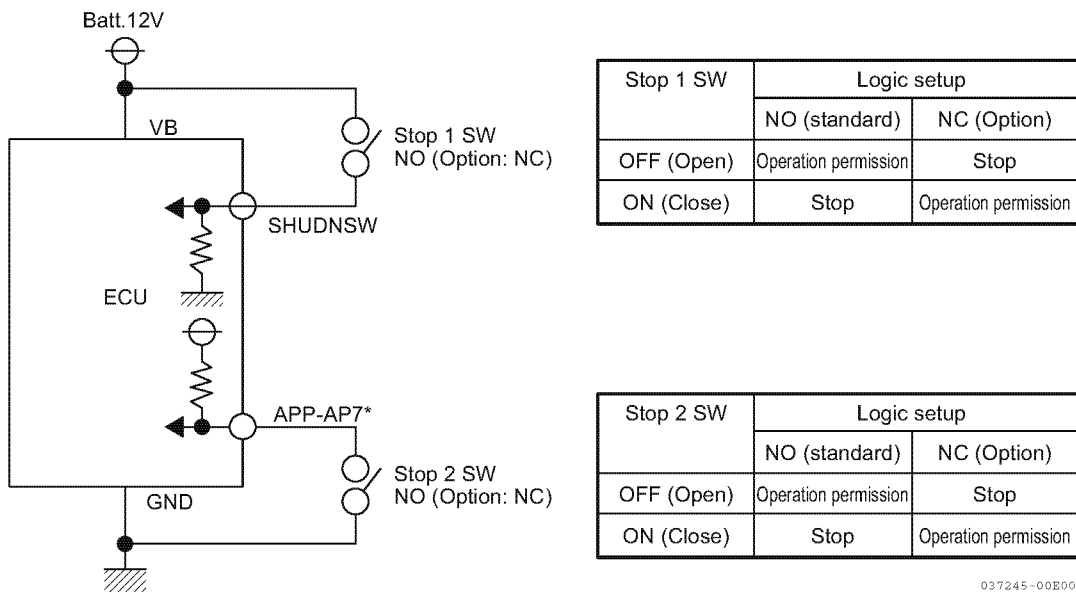 Batt.12V
VB
Stop 1 SW
NO (Option: NC)
SHUDNSW
ECU
APP-AP7*
Stop 2 SW
NO (Option: NC)
GND
Stop 1 SW Logic setup
NO (standard) NC (Option)
OFF (Open) Operation permission Stop
ON (Close) Stop Operation permission
Stop 2 SW Logic setup
NO (standard) NC (Option)
OFF (Open) Operation permission Stop
ON (Close) Stop Operation permission
037245-00E00